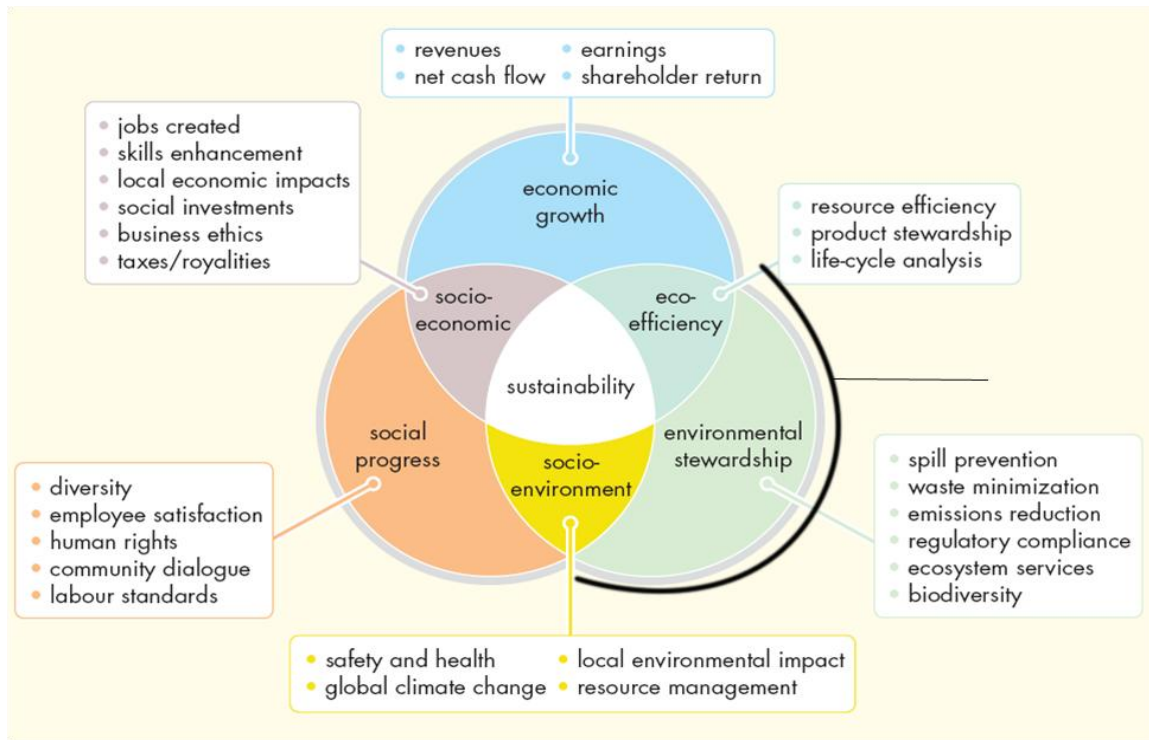 revenues
earnings
net cash flow
shareholder return
jobs created
skills enhancement
local economic impacts
social investments
business ethics
taxes/royalities
economic
growth
resource efficiency
product stewardship
life-cycle analysis
socio-
economic
eco-
efficiency
sustainability
social
progress
environmental
stewardship
socio-
environment
diversity
employee satisfaction
human rights
community dialogue
labour standards
spill prevention
waste minimization
emissions reduction
regulatory compliance
ecosystem services
biodiversity
safety and health
local environmental impact
global climate change
resource management